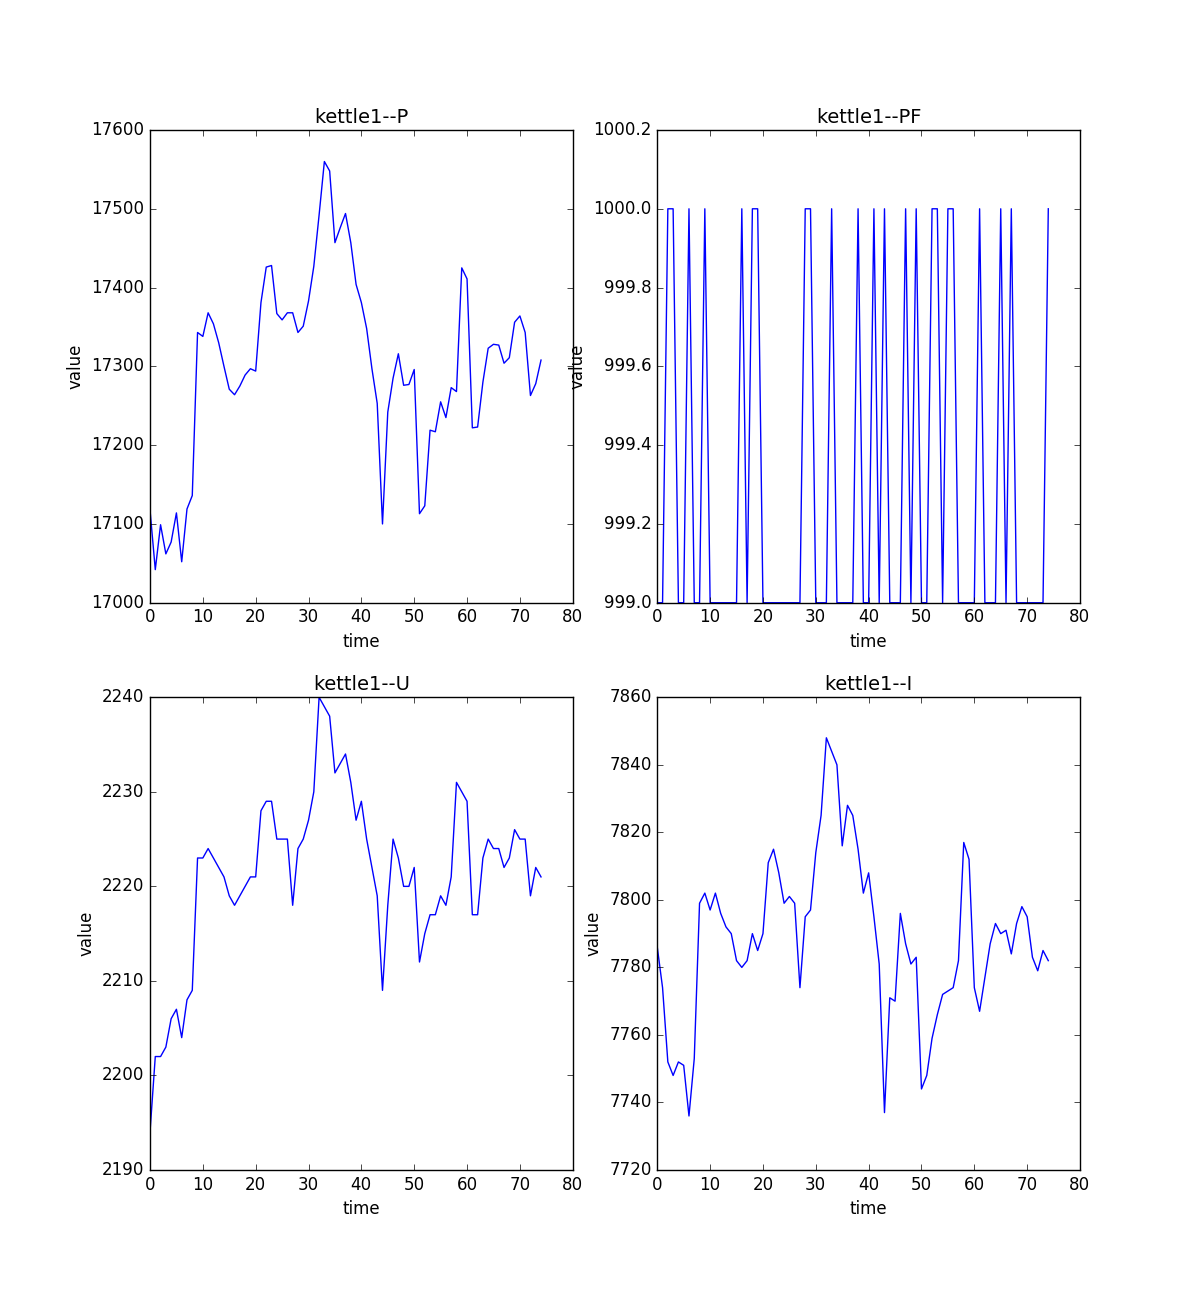 kettle1--P
17600
17500
17400
17300
17200
17100
17000
value
0 10 20 30 40 50 60 70 80
time
kettle1--PF
1000.2
1000.0
999.8
999.6
999.4
999.2
999.0
value
0 10 20 30 40 50 60 70 80
time
kettle1--U
2240
2230
2220
2210
2200
2190
value
0 10 20 30 40 50 60 70 80
time
kettle1--I
7860
7840
7820
7800
7780
7760
7740
7720
value
0 10 20 30 40 50 60 70 80
time